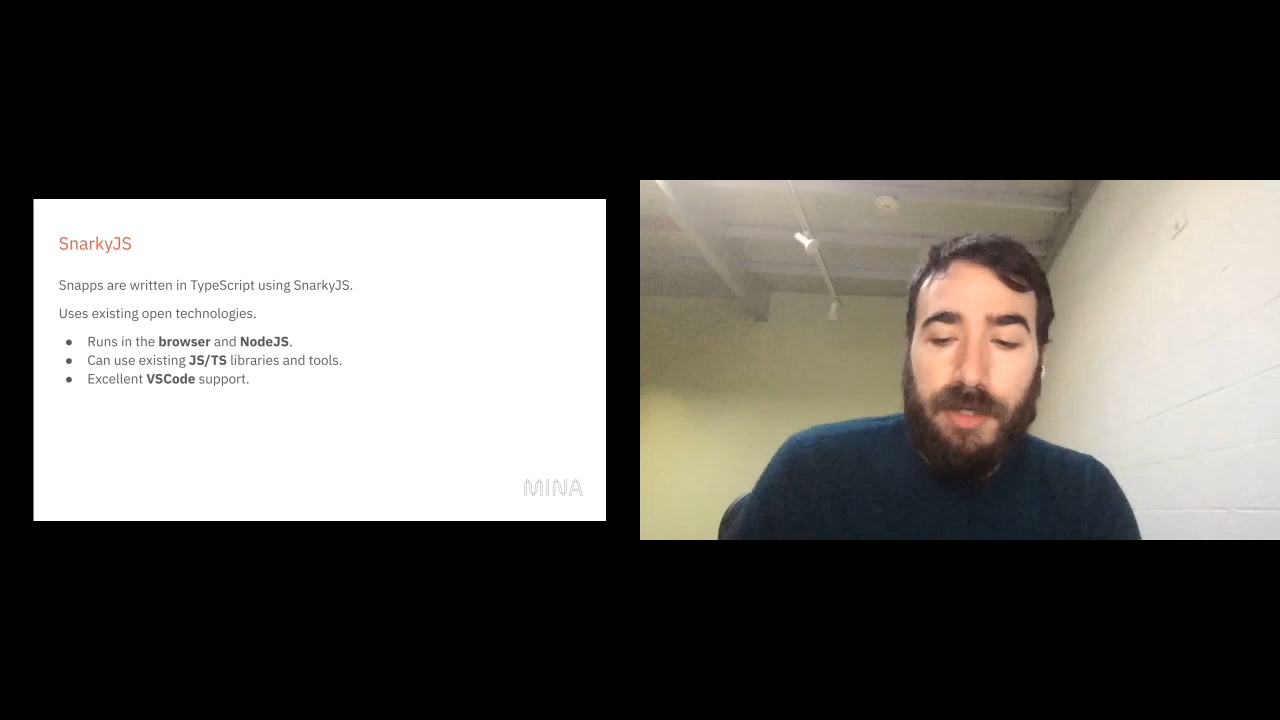 SnarkyJS
Snapps are written in TypeScript using SnarkyJS.
Uses existing open technologies.
● Runs in the browser and NodeJS.
● Can use existing JS/TS libraries and tools.
● Excellent VSCode support.
MINA